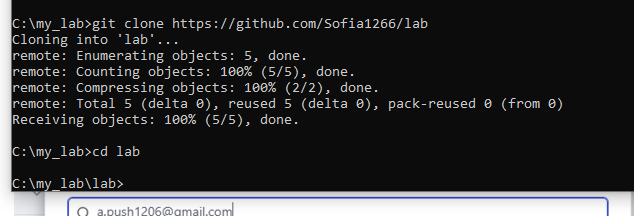 C:\my_lab>git clone https://github.com/Sofia1266/lab
Cloning into 'lab'...
remote: Enumerating objects: 5, done.
remote: Counting objects: 100% (5/5), done.
remote: Compressing objects: 100% (2/2), done.
remote: Total 5 (delta 0), reused 5 (delta 0), pack-reused 0 (from 0)
Receiving objects: 100% (5/5), done.
C:\my_lab>cd lab
C:\my_lab\lab>
a.push1206@gmail.com